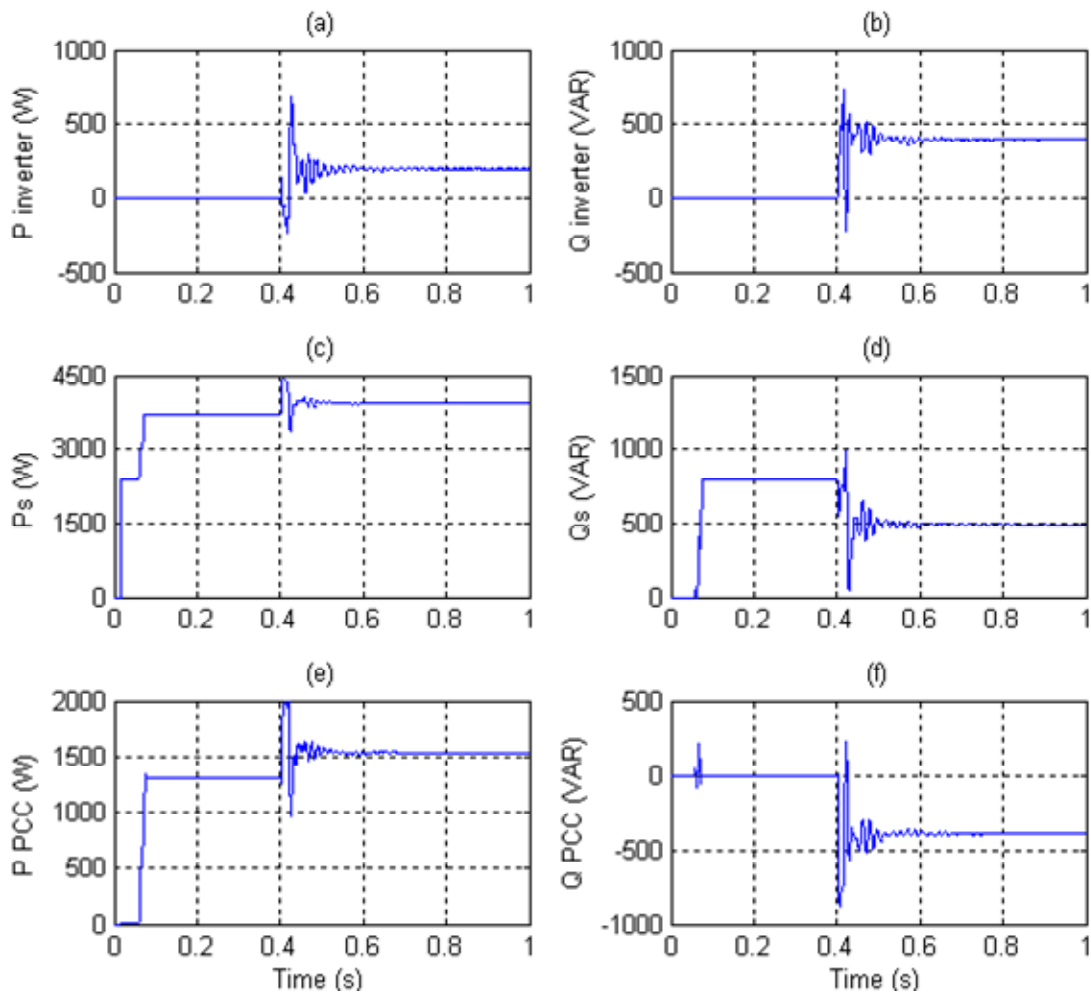 (a)
1000
500
0
-500
P inverter (W)
0 0.2 0.4 0.6 0.8 1
(b)
1000
500
0
-500
Q inverter (VAR)
0 0.2 0.4 0.6 0.8 1
(c)
4500
3000
1500
0
Ps (W)
0 0.2 0.4 0.6 0.8 1
(d)
1500
1000
500
0
Qs (VAR)
0 0.2 0.4 0.6 0.8 1
(e)
2000
1500
1000
500
0
P PCC (W)
0 0.2 0.4 0.6 0.8 1
Time (s)
(f)
500
0
-500
-1000
Q PCC (VAR)
0 0.2 0.4 0.6 0.8 1
Time (s)